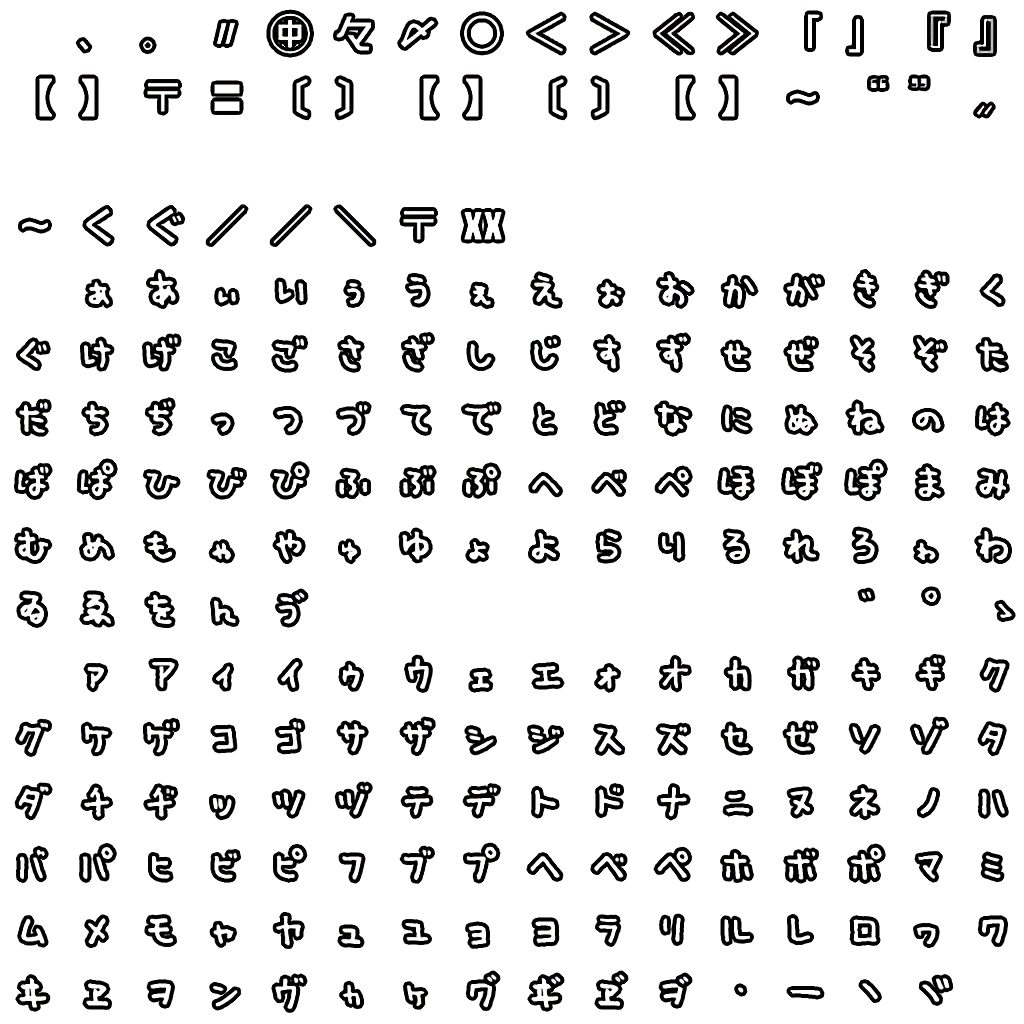 、 。 〃 ㊥ 々 〆 〇 〈 〉 《 》 「 」 『 』
【 】 〒 〓 〔 〕 【 】 〔 〕 【 】 〜 〝 〞 〟
〜 く ぐ / / \ 〒 〷
ぁ あ ぃ い ぅ う ぇ え ぉ お か が き ぎ く
ぐ け げ こ ご さ ざ し じ す ず せ ぜ そ ぞ た
だ ち ぢ っ つ づ て で と ど な に ぬ ね の は
ば ぱ ひ び ぴ ふ ぶ ぷ へ べ ぺ ほ ぼ ぽ ま み
む め も ゃ や ゅ ゆ ょ よ ら り る れ ろ ゎ わ
ゐ ゑ を ん ゔ ゛ ゜ ゝ
ァ ア ィ イ ゥ ウ ェ エ ォ オ カ ガ キ ギ ク
グ ケ ゲ コ ゴ サ ザ シ ジ ス ズ セ ゼ ソ ゾ タ
ダ チ ヂ ッ ツ ヅ テ デ ト ド ナ ニ ヌ ネ ノ ハ
バ パ ヒ ビ ピ フ ブ プ ヘ ベ ペ ホ ボ ポ マ ミ
ム メ モ ャ ヤ ュ ユ ョ ヨ ラ リ ル レ ロ ヮ ワ
ヰ ヱ ヲ ン ヴ ヵ ヶ ヷ ヸ ヹ ヺ ・ ー ヽ ヾ